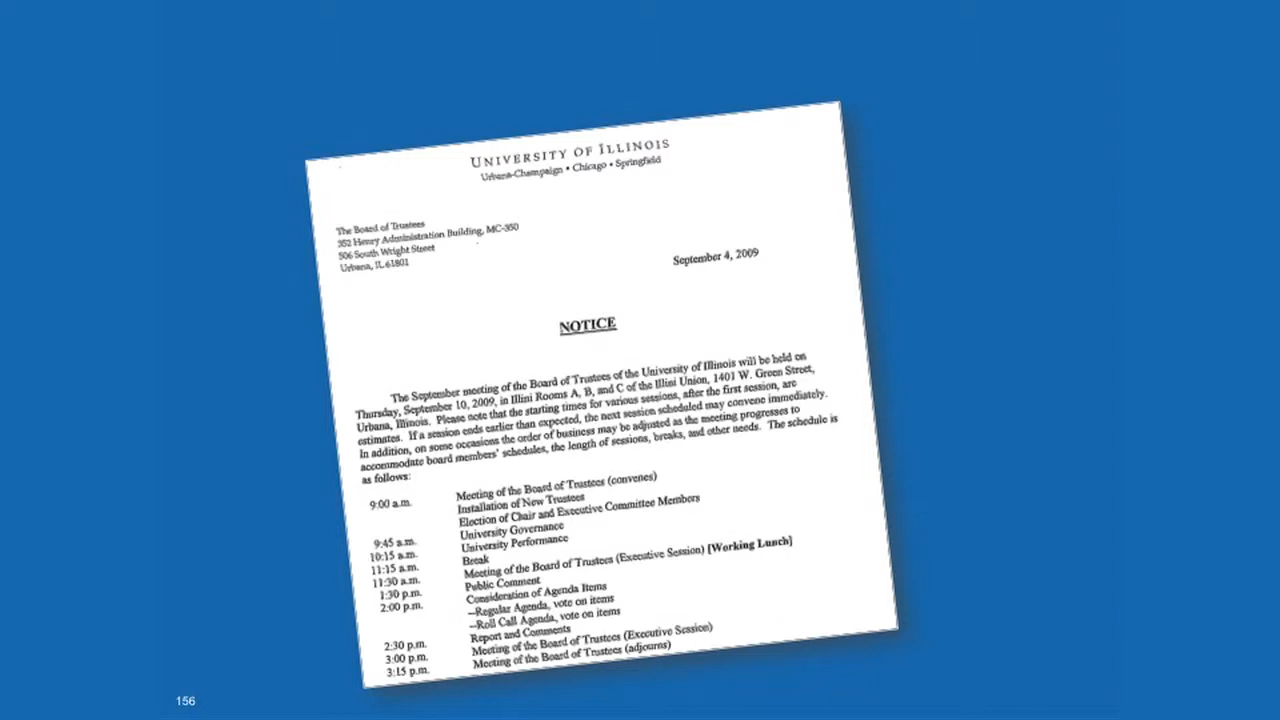 UNIVERSITY OF ILLINOIS
Urbana-Champaign • Chicago • Springfield
The Board of Trustees
352 Henry Administration Building, MC-350
506 South Wright Street
Urbana, IL 61801
September 4, 2009
NOTICE
The September meeting of the Board of Trustees of the University of Illinois will be held on
Thursday, September 10, 2009, in Illini Rooms A, B, and C of the Illini Union, 1401 W. Green Street,
Urbana, Illinois. Please note that the starting times for various sessions, after the first session, are
estimates. If a session ends earlier than expected, the next session scheduled may convene immediately.
In addition, on some occasions the order of business may be adjusted as the meeting progresses to
accommodate board members' schedules, the length of sessions, breaks, and other needs. The schedule is
as follows:
9:00 a.m. Meeting of the Board of Trustees (convenes)
Installation of New Trustees
Election of Chair and Executive Committee Members
9:45 a.m. University Governance
10:15 a.m. University Performance
11:15 a.m. Break
11:30 a.m. Meeting of the Board of Trustees (Executive Session) [Working Lunch]
1:30 p.m. Public Comment
2:00 p.m. Consideration of Agenda Items
–Regular Agenda, vote on items
–Roll Call Agenda, vote on items
2:30 p.m. Report and Comments
3:00 p.m. Meeting of the Board of Trustees (Executive Session)
3:15 p.m. Meeting of the Board of Trustees (adjourns)
156